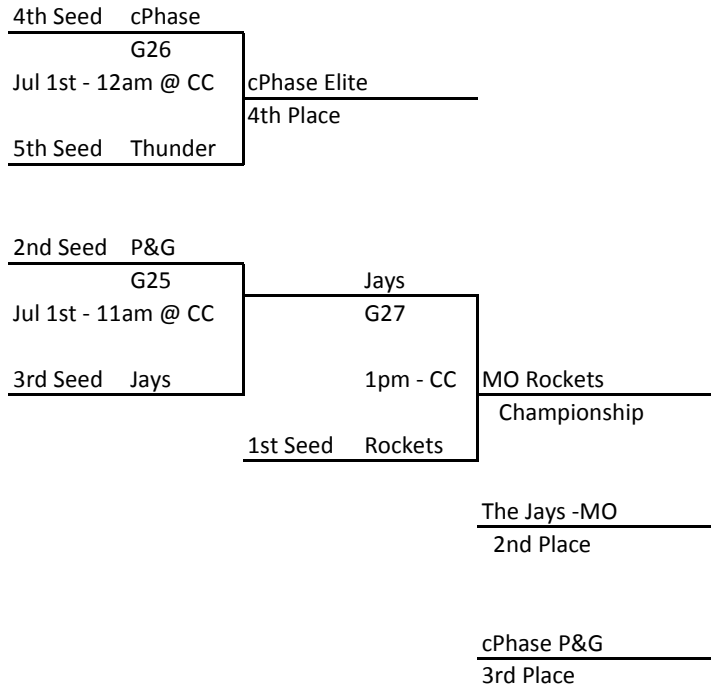 4th Seed cPhase
G26
Jul 1st - 12am @ CC
cPhase Elite
4th Place
5th Seed Thunder
2nd Seed P&G
G25
Jays
Jul 1st - 11am @ CC
G27
3rd Seed Jays
1pm - CC
MO Rockets
Championship
1st Seed Rockets
The Jays -MO
2nd Place
cPhase P&G
3rd Place